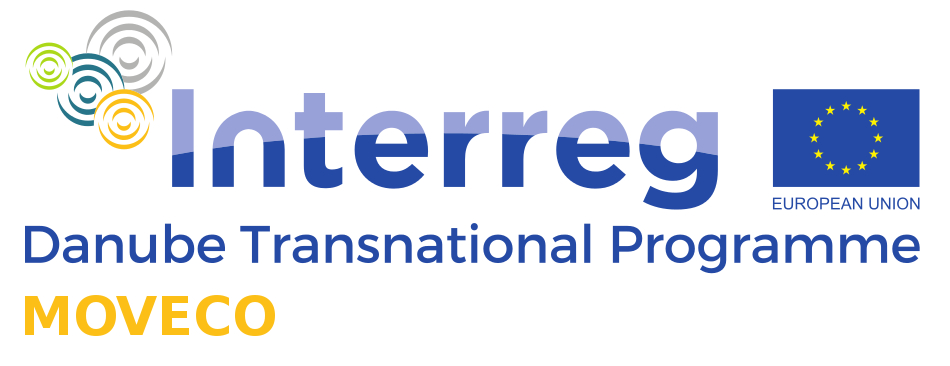 Interreg
EUROPEAN UNION
Danube Transnational Programme
MOVECO